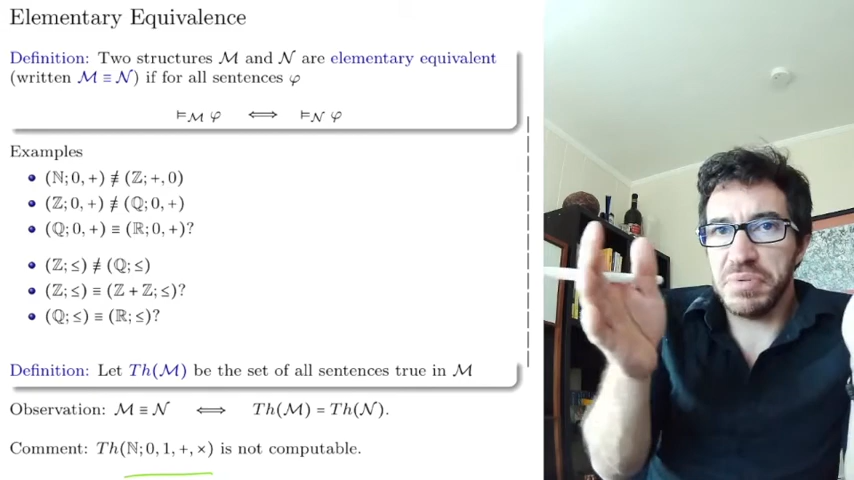 Elementary Equivalence
Definition: Two structures ℳ and 𝒩 are elementary equivalent
(written ℳ ≡ 𝒩) if for all sentences φ
⊨ℳ φ ⟺ ⊨𝒩 φ
Examples
• (ℕ; 0, +) ≢ (ℤ; +, 0)
• (ℤ; 0, +) ≢ (ℚ; 0, +)
• (ℚ; 0, +) ≡ (ℝ; 0, +)?
• (ℤ; ≤) ≢ (ℚ; ≤)
• (ℤ; ≤) ≡ (ℤ + ℤ; ≤)?
• (ℚ; ≤) ≡ (ℝ; ≤)?
Definition: Let Th(ℳ) be the set of all sentences true in ℳ
Observation: ℳ ≡ 𝒩 ⟺ Th(ℳ) = Th(𝒩).
Comment: Th(ℕ; 0, 1, +, ×) is not computable.